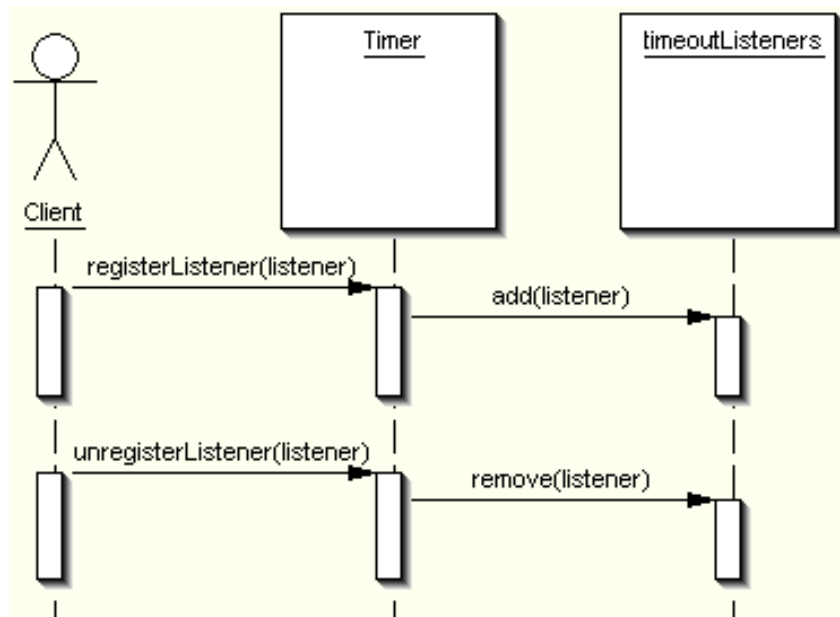 Timer
timeoutListeners
Client
registerListener(listener)
add(listener)
unregisterListener(listener)
remove(listener)